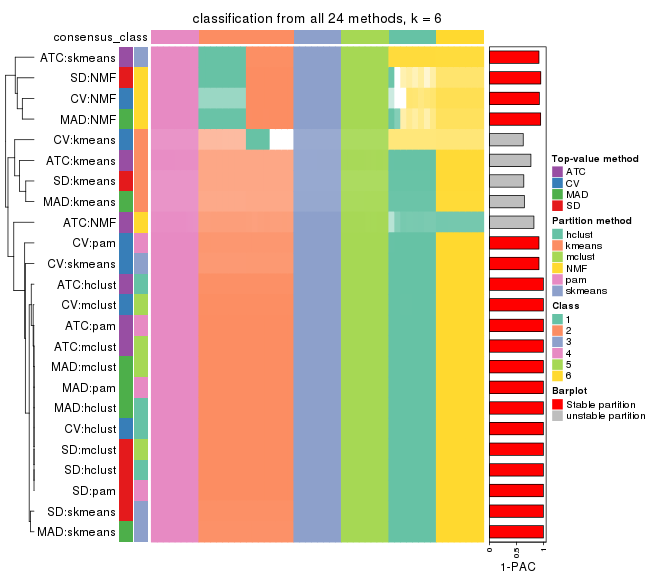 classification from all 24 methods, k = 6
consensus_class
ATC:skmeans
SD:NMF
CV:NMF
MAD:NMF
CV:kmeans
ATC:kmeans
SD:kmeans
MAD:kmeans
ATC:NMF
CV:pam
CV:skmeans
ATC:hclust
CV:mclust
ATC:pam
ATC:mclust
MAD:mclust
MAD:pam
MAD:hclust
CV:hclust
SD:mclust
SD:hclust
SD:pam
SD:skmeans
MAD:skmeans
0
0.5
1
1-PAC
Top-value method
ATC
CV
MAD
SD
Partition method
hclust
kmeans
mclust
NMF
pam
skmeans
Class
1
2
3
4
5
6
Barplot
Stable partition
unstable partition